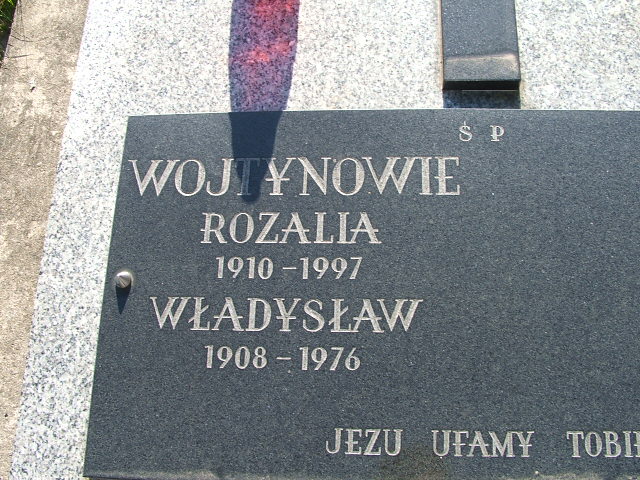 Ś P
WOJTYNOWIE
ROZALIA
1910 – 1997
WŁADYSŁAW
1908 – 1976
JEZU UFAMY